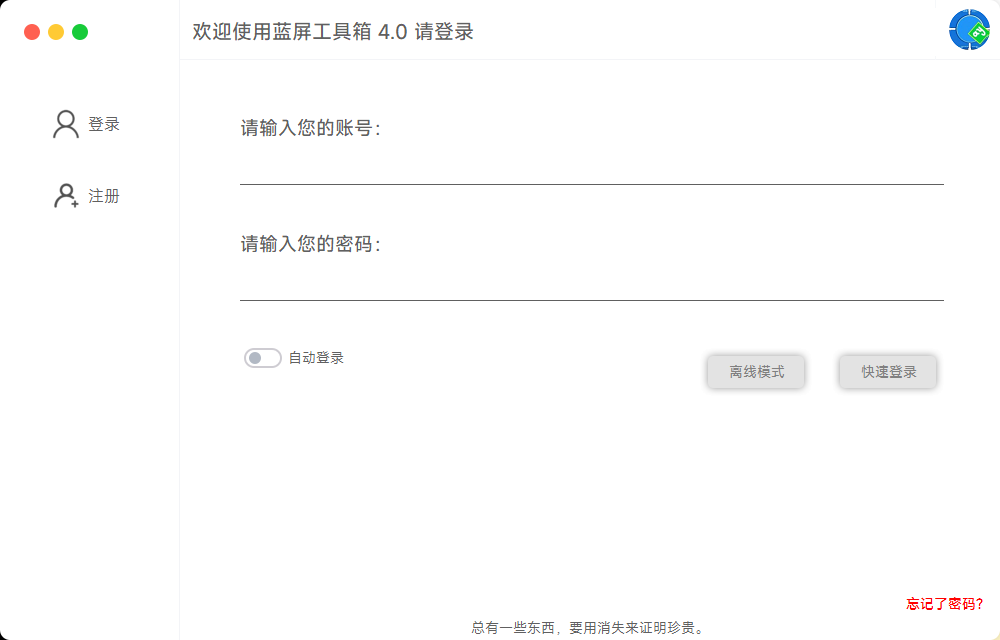 欢迎使用蓝屏工具箱 4.0 请登录
登录
注册
请输入您的账号：
请输入您的密码：
自动登录
离线模式
快速登录
忘记了密码?
总有一些东西，要用消失来证明珍贵。